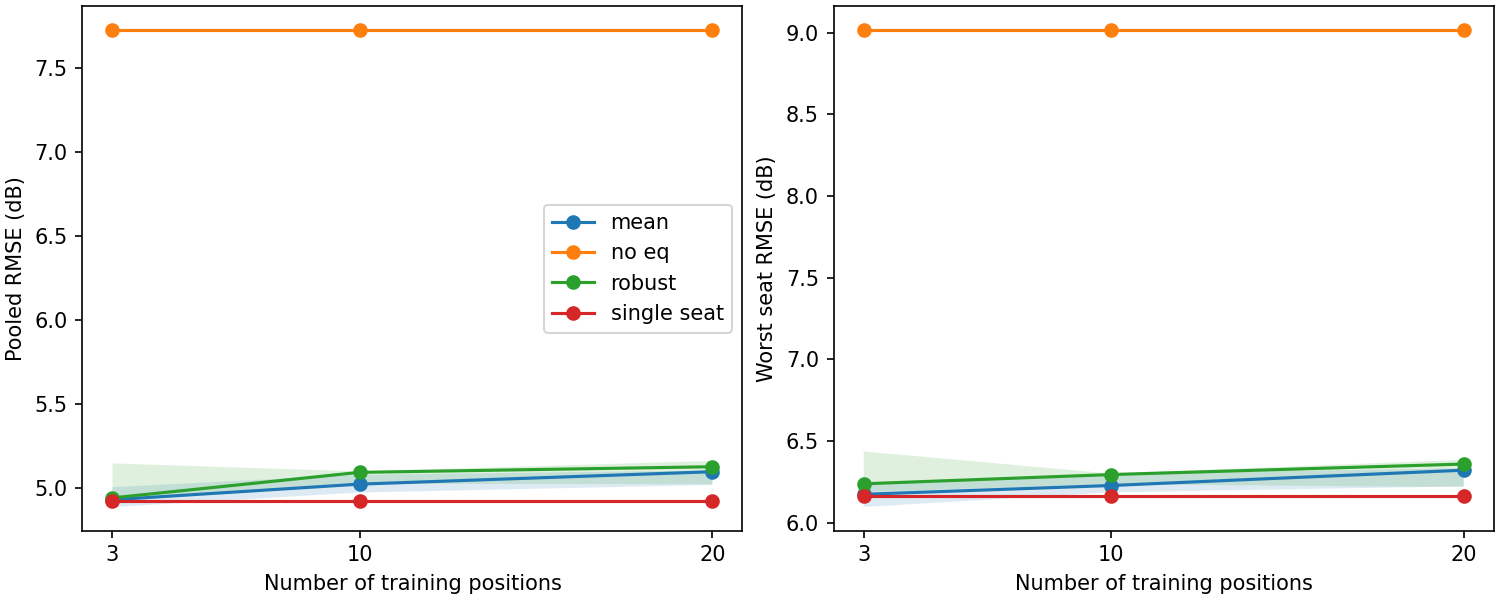 Pooled RMSE (dB)
7.5
7.0
6.5
6.0
5.5
5.0
3
10
20
Number of training positions
mean
no eq
robust
single seat
Worst seat RMSE (dB)
9.0
8.5
8.0
7.5
7.0
6.5
6.0
3
10
20
Number of training positions